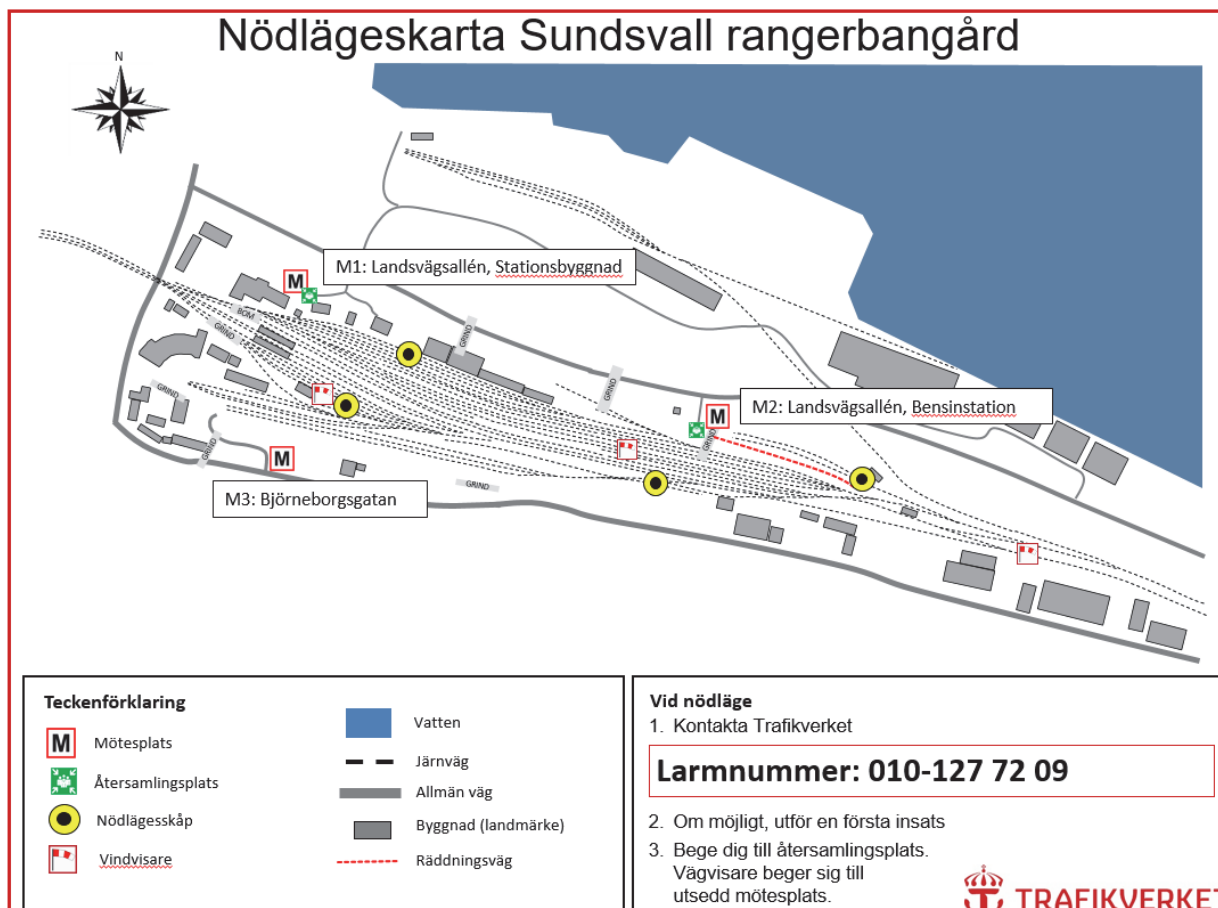 Nödlägeskarta Sundsvall rangerbangård
N
M1: Landsvägsallén, Stationsbyggnad
M
BOM
GRIND
GRIND
GRIND
GRIND
M2: Landsvägsallén, Bensinstation
M
GRIND
GRIND
M
GRIND
M3: Björneborgsgatan
Teckenförklaring
M Mötesplats
Återsamlingsplats
Nödlägesskåp
Vindvisare
Vatten
Järnväg
Allmän väg
Byggnad (landmärke)
Räddningsväg
Vid nödläge
1. Kontakta Trafikverket
Larmnummer: 010-127 72 09
2. Om möjligt, utför en första insats
3. Bege dig till återsamlingsplats.
Vägvisare beger sig till
utsedd mötesplats.
TRAFIKVERKET